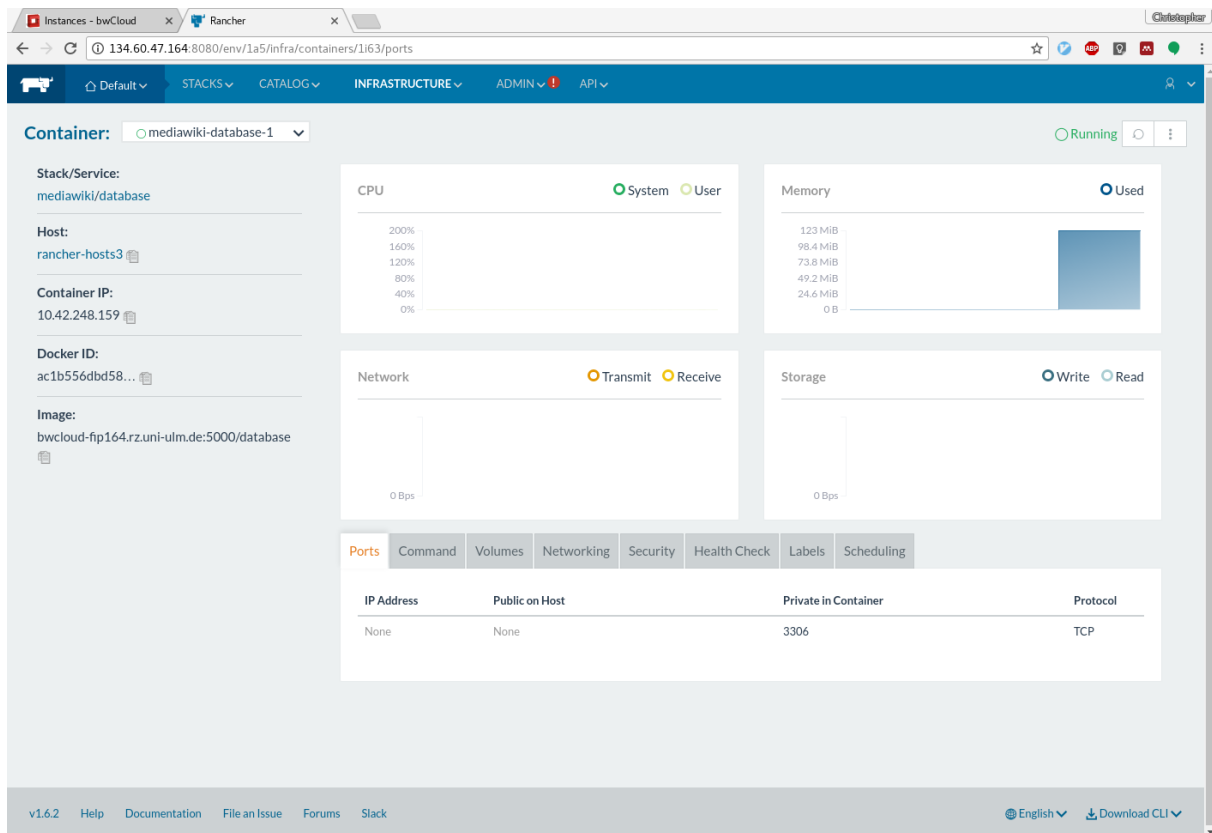 Instances - bwCloud
Rancher
Christopher
134.60.47.164:8080/env/1a5/infra/containers/1i63/ports
ABP
Default
STACKS
CATALOG
INFRASTRUCTURE
ADMIN
API
Container:
mediawiki-database-1
Running
Stack/Service:
mediawiki/database
Host:
rancher-hosts3
Container IP:
10.42.248.159
Docker ID:
ac1b556dbd58...
Image:
bwcloud-fip164.rz.uni-ulm.de:5000/database
CPU
System User
200%
160%
120%
80%
40%
0%
Memory
Used
123 MiB
98.4 MiB
73.8 MiB
49.2 MiB
24.6 MiB
0 B
Network
Transmit Receive
0 Bps
Storage
Write Read
0 Bps
Ports Command Volumes Networking Security Health Check Labels Scheduling
IP Address Public on Host Private in Container Protocol
None None 3306 TCP
v1.6.2 Help Documentation File an Issue Forums Slack
English Download CLI